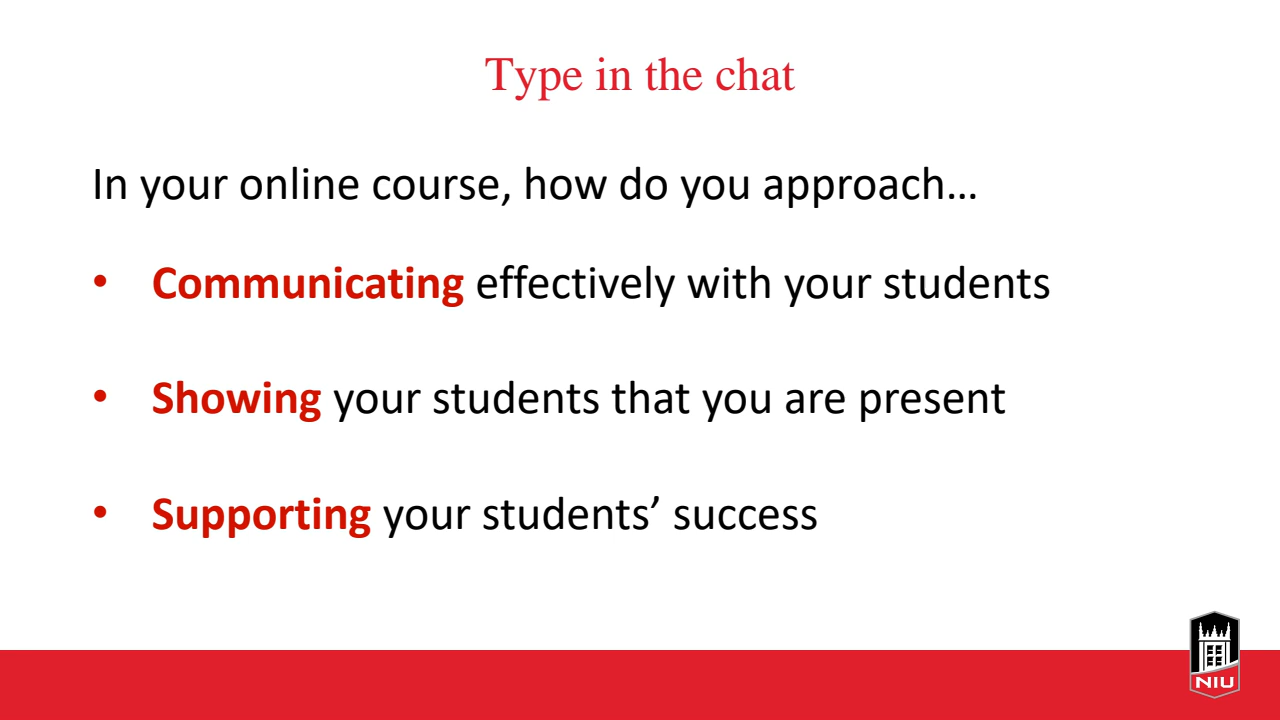 Type in the chat
In your online course, how do you approach…
• Communicating effectively with your students
• Showing your students that you are present
• Supporting your students’ success
NIU